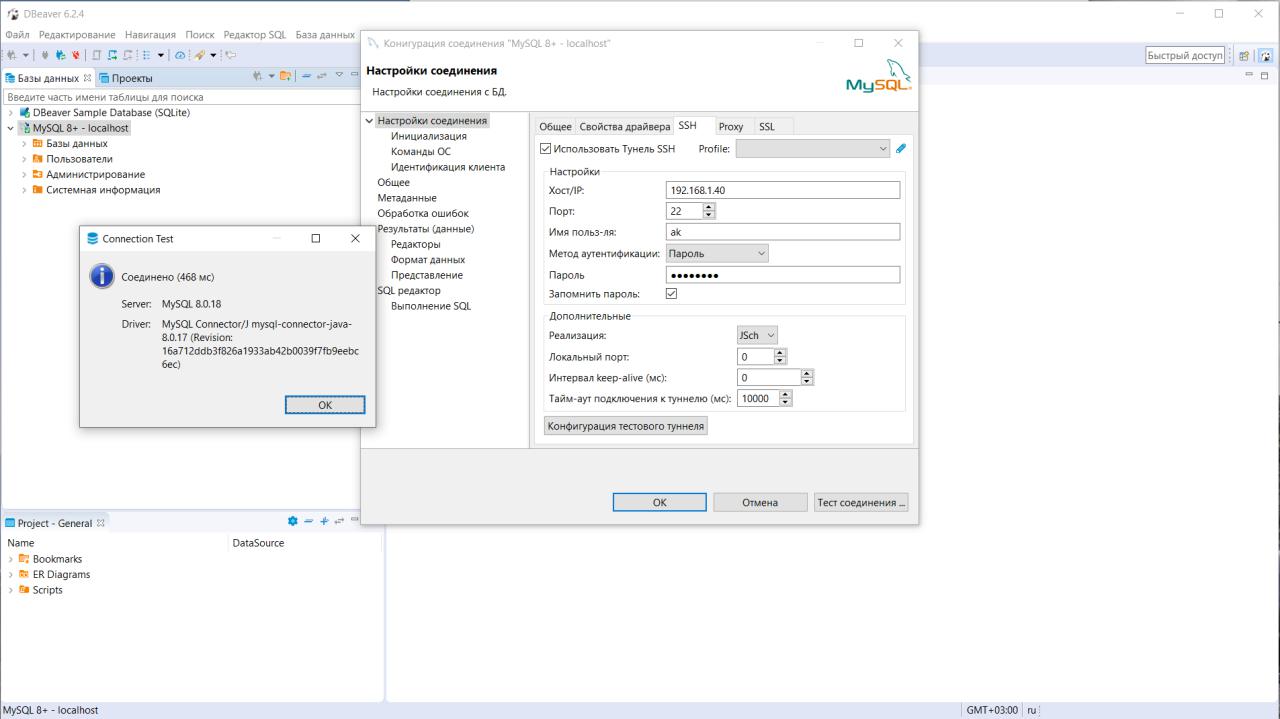 DBeaver 6.2.4
Файл Редактирование Навигация Поиск Редактор SQL База данных
Быстрый доступ
Базы данных
Проекты
Введите часть имени таблицы для поиска
DBeaver Sample Database (SQLite)
MySQL 8+ - localhost
Базы данных
Пользователи
Администрирование
Системная информация
Конигурация соединения "MySQL 8+ - localhost"
Настройки соединения
Настройки соединения с БД.
MySQL
Настройки соединения
Инициализация
Команды ОС
Идентификация клиента
Общее
Метаданные
Обработка ошибок
Результаты (данные)
Редакторы
Формат данных
Представление
SQL редактор
Выполнение SQL
Общее Свойства драйвера SSH Proxy SSL
Использовать Тунель SSH Profile:
Настройки
Хост/IP: 192.168.1.40
Порт: 22
Имя польз-ля: ak
Метод аутентификации: Пароль
Пароль ●●●●●●●●
Запомнить пароль:
Дополнительные
Реализация: JSch
Локальный порт: 0
Интервал keep-alive (мс): 0
Тайм-аут подключения к туннелю (мс): 10000
Конфигурация тестового туннеля
OK Отмена Тест соединения ...
Connection Test
Соединено (468 мс)
Server: MySQL 8.0.18
Driver: MySQL Connector/J mysql-connector-java-
8.0.17 (Revision:
16a712ddb3f826a1933ab42b0039f7fb9eebc
6ec)
OK
Project - General
Name DataSource
Bookmarks
ER Diagrams
Scripts
MySQL 8+ - localhost
GMT+03:00 ru